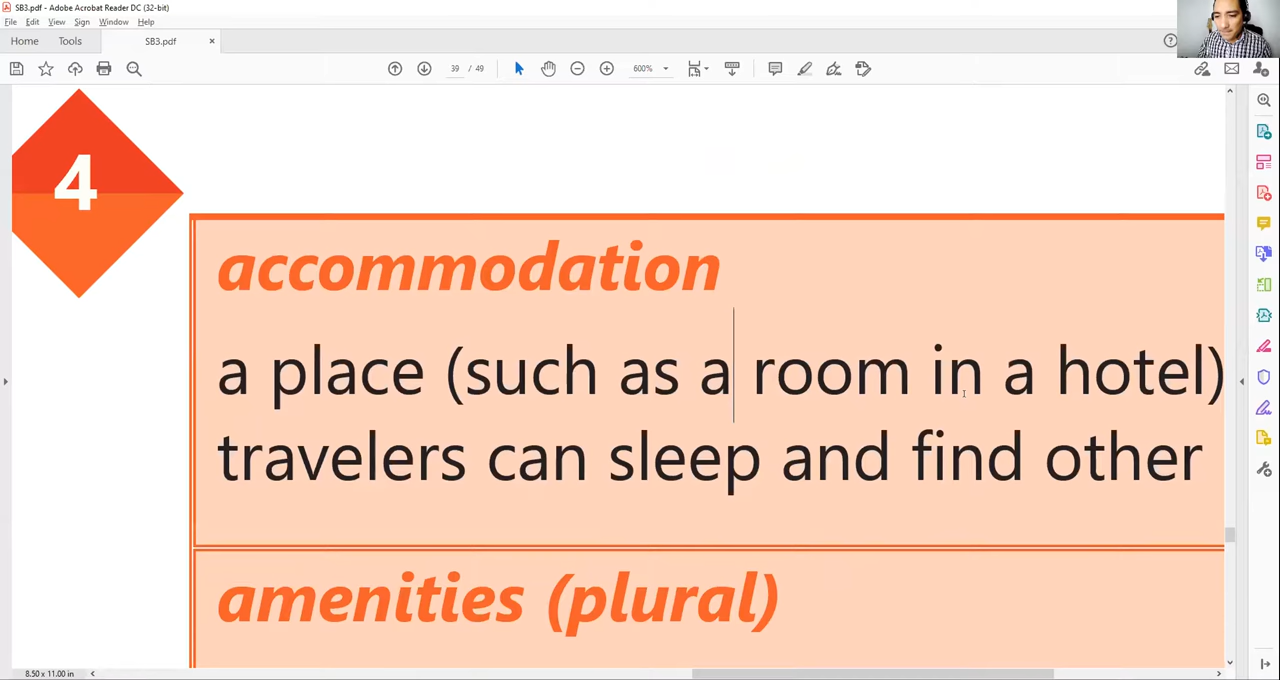 SB3.pdf - Adobe Acrobat Reader DC (32-bit)
File Edit View Sign Window Help
Home Tools SB3.pdf
39 / 49 600%
4
accommodation
a place (such as a room in a hotel)
travelers can sleep and find other
amenities (plural)
8.50 x 11.00 in